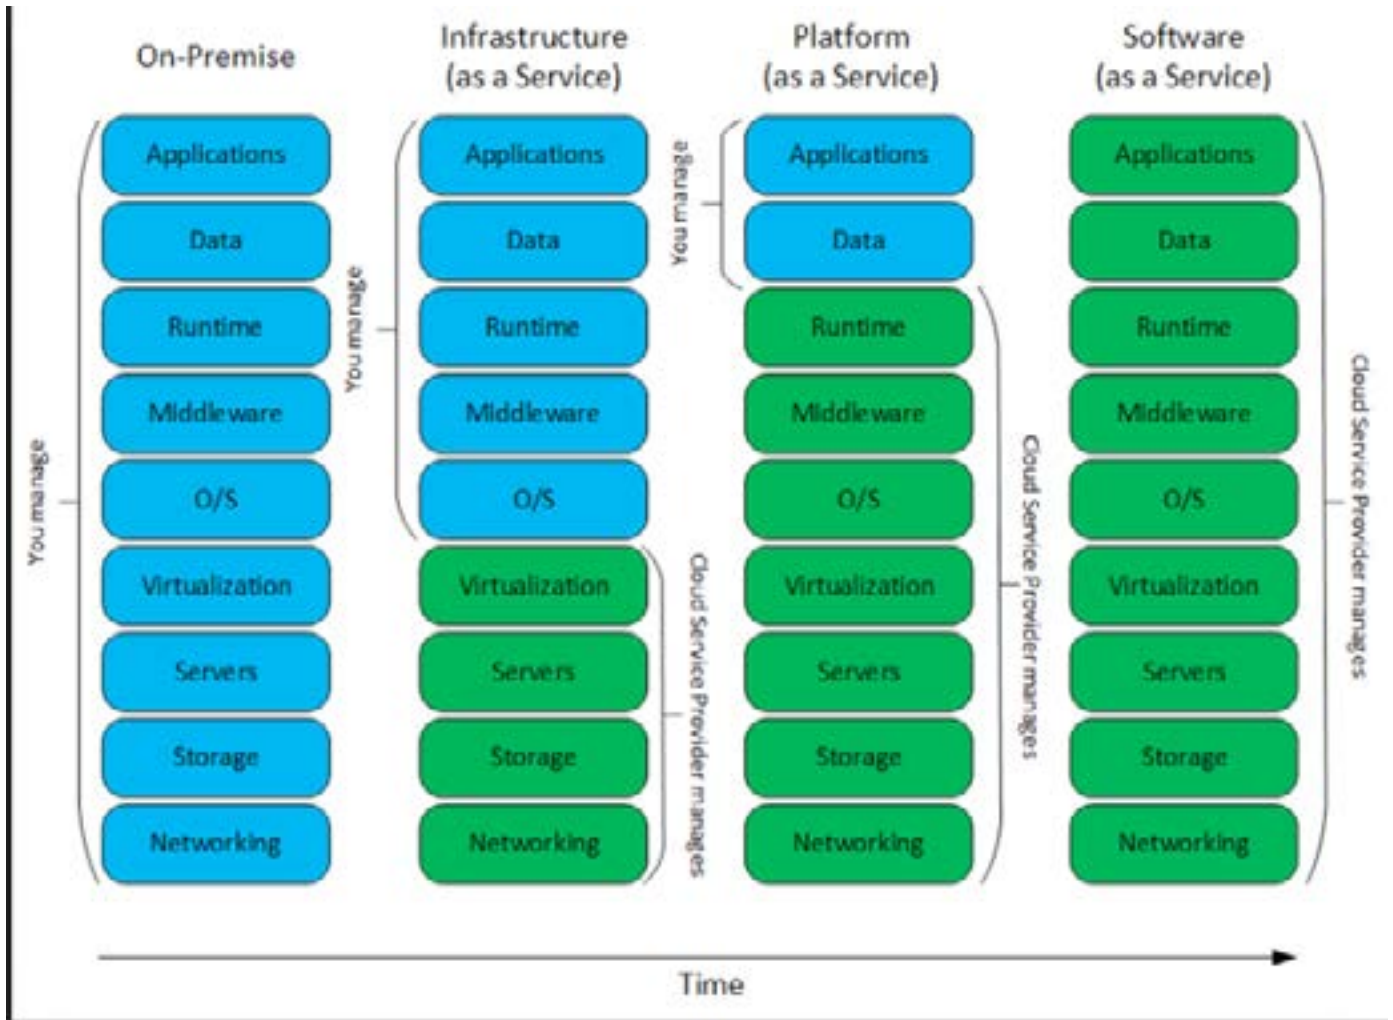 On-Premise
Infrastructure
(as a Service)
Platform
(as a Service)
Software
(as a Service)
You manage
Applications
Data
Runtime
Middleware
O/S
Virtualization
Servers
Storage
Networking
You manage
Applications
Data
Runtime
Middleware
O/S
Virtualization
Servers
Storage
Networking
Cloud Service Provider manages
You manage
Applications
Data
Runtime
Middleware
O/S
Virtualization
Servers
Storage
Networking
Cloud Service Provider manages
Applications
Data
Runtime
Middleware
O/S
Virtualization
Servers
Storage
Networking
Cloud Service Provider manages
Time